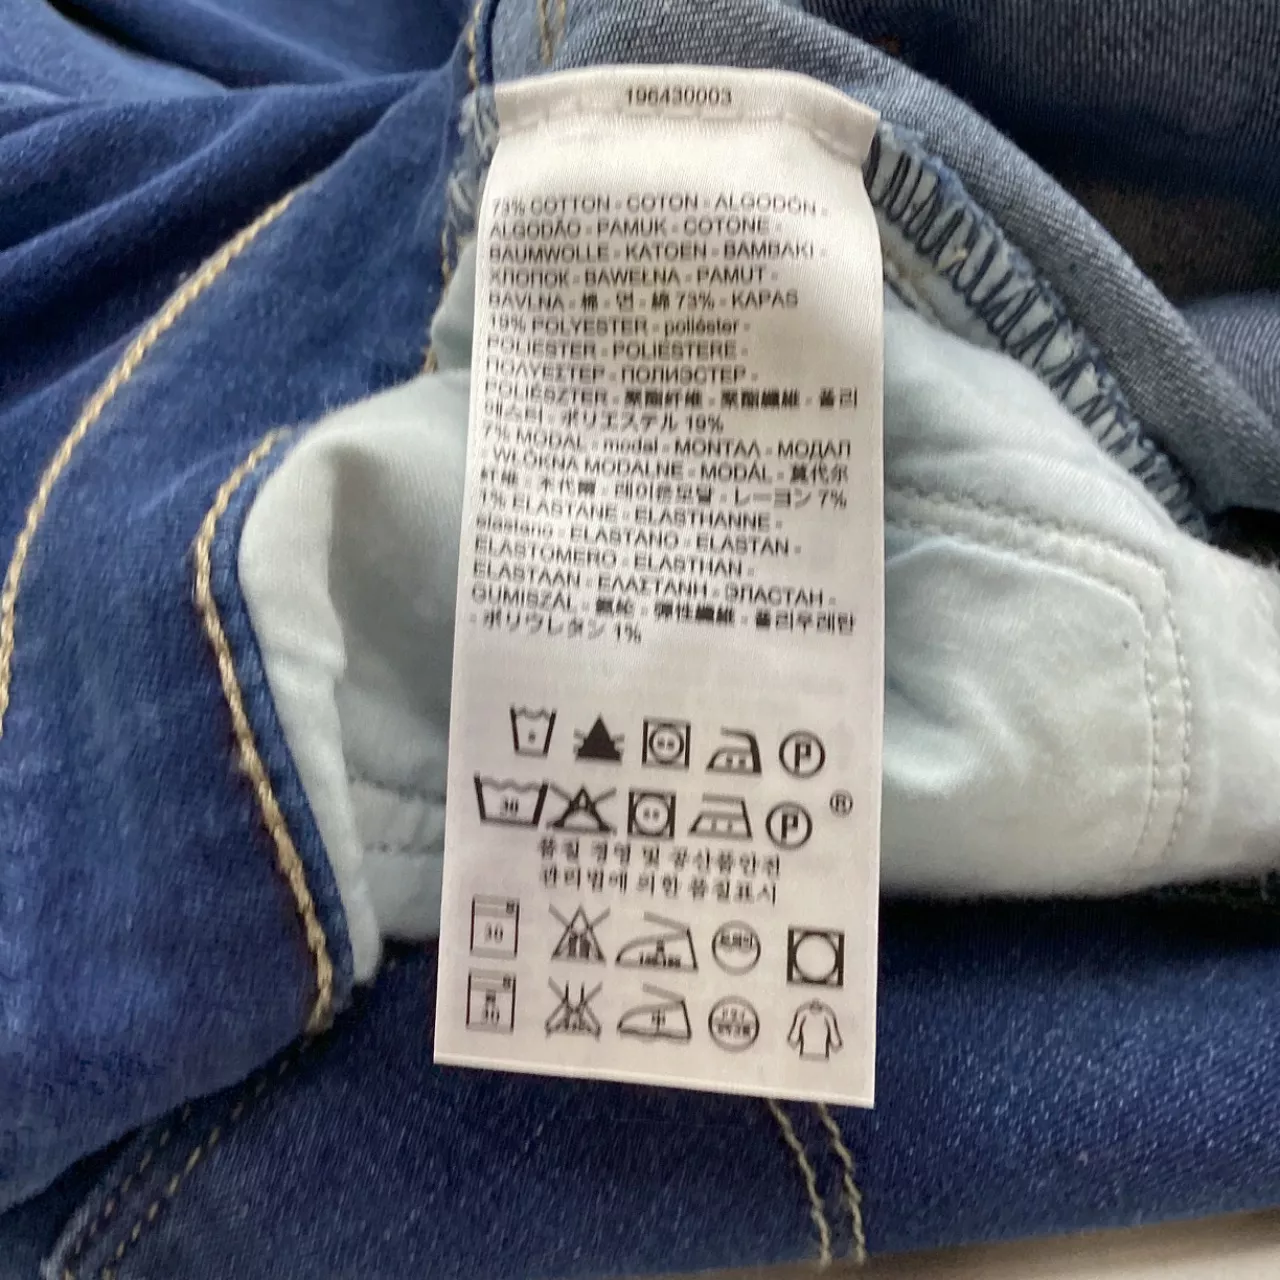 196430003
73% COTTON - COTON - ALGODÓN -
ALGODÃO - PAMUK - COTONE -
BAUMWOLLE - KATOEN - BAMBAKI -
ХЛОПОК - BAWEŁNA - PAMUT -
BAVLNA - 棉 - 면 - 綿 73% - KAPAS
19% POLYESTER - poliéster -
POLIESTER - POLIESTERE -
ΠΟΛΥΕΣΤΕΡ - ПОЛИЭСТЕР -
POLIÉSZTER - 聚酯纤维 - 聚酯纖維 - 폴리
에스터 - ポリエステル 19%
7% MODAL - modal - ΜΟΝΤΑΛ - МОДАЛ
- WŁÓKNA MODALNE - MODÁL - 莫代尔
纤维 - 木代爾 - 레이온모달 - レーヨン 7%
1% ELASTANE - ELASTHANNE -
elastano - ELASTANO - ELASTAN -
ELASTOMERO - ELASTHAN -
ELASTAAN - ΕΛΑΣΤΑΝΗ - ЭЛАСТАН -
GUMISZÁL - 氨纶 - 彈性纖維 - 폴리우레탄
- ポリウレタン 1%
P
30 P ®
품질 경영 및 공산품안전
관리법에 의한 품질표시
30
30 中